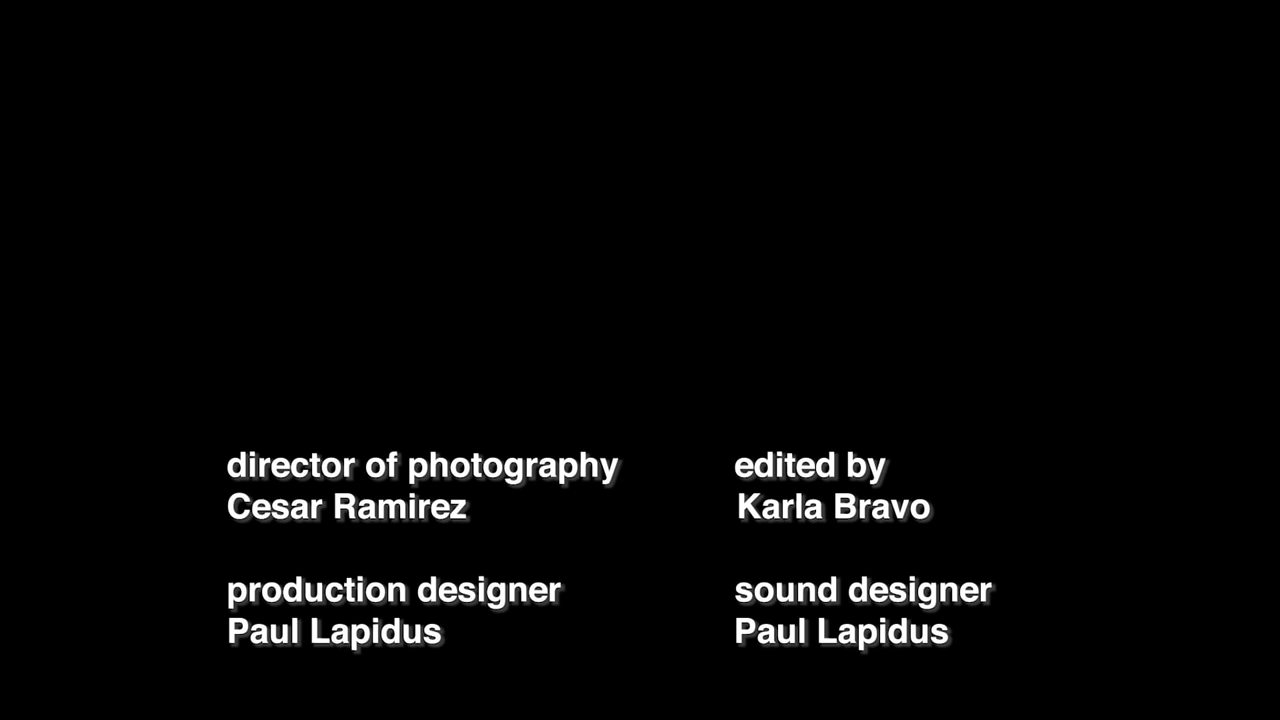 director of photography
Cesar Ramirez
edited by
Karla Bravo
production designer
Paul Lapidus
sound designer
Paul Lapidus